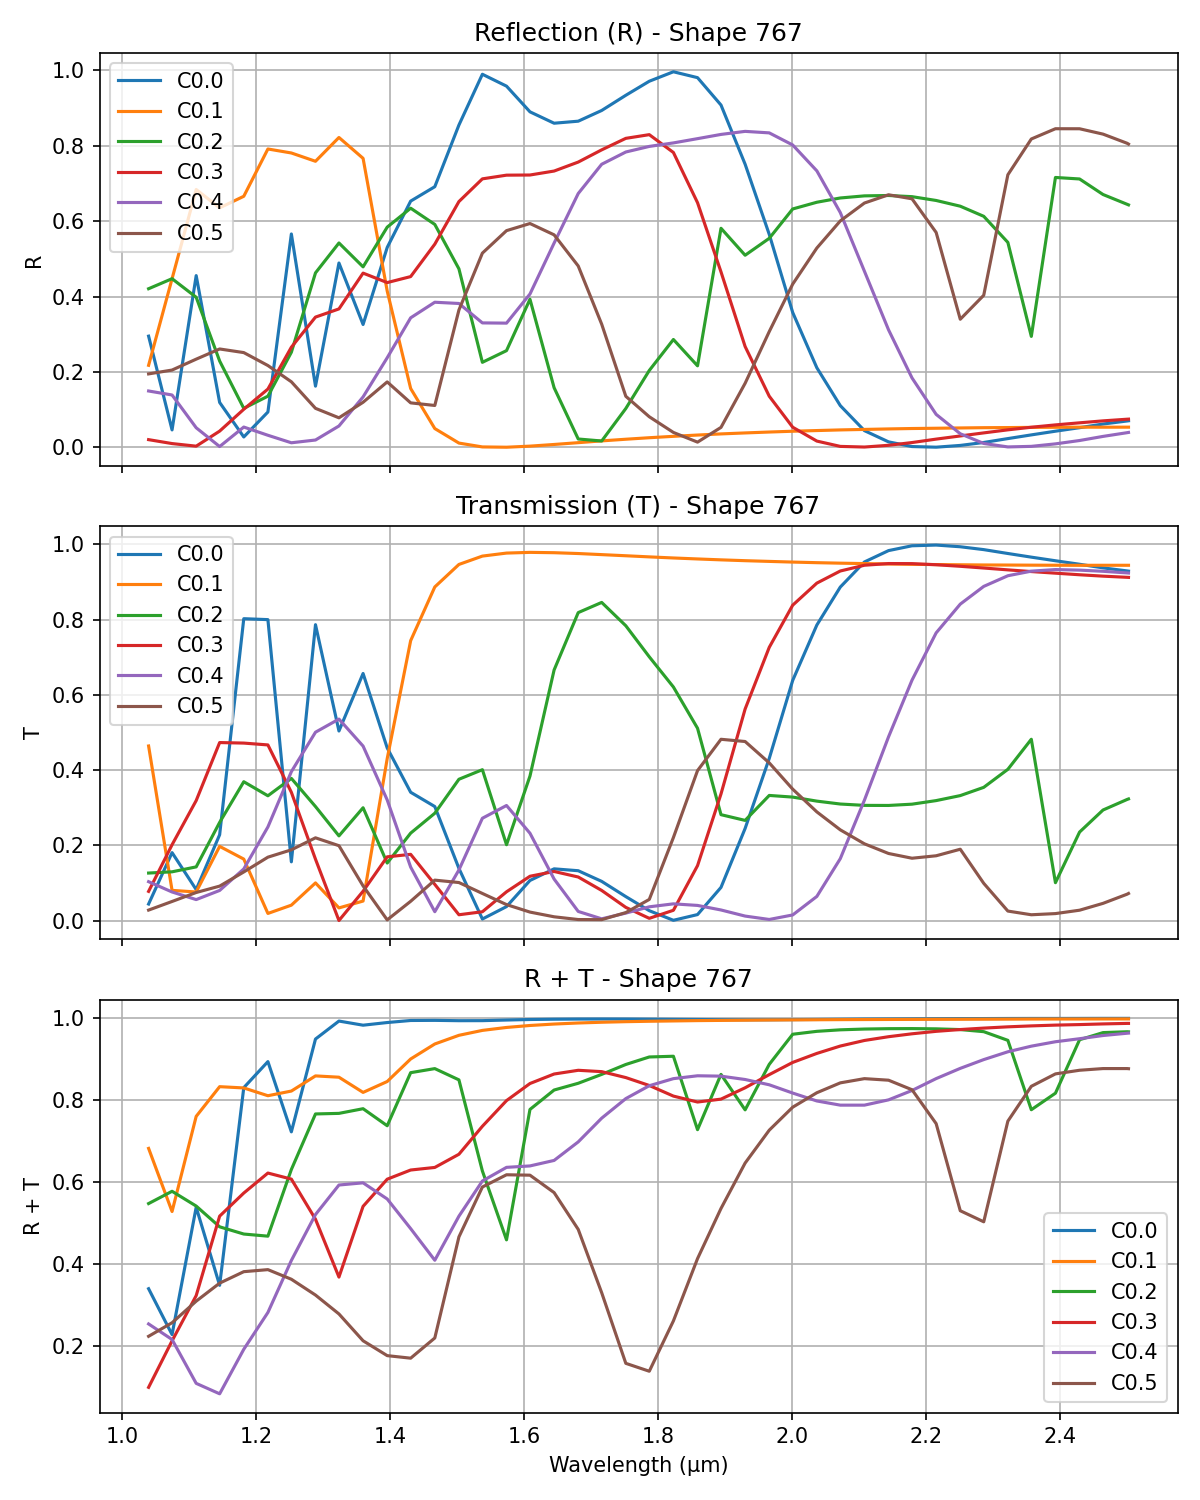 Reflection (R) - Shape 767
1.0
0.8
0.6
0.4
0.2
0.0
R
C0.0
C0.1
C0.2
C0.3
C0.4
C0.5
Transmission (T) - Shape 767
1.0
0.8
0.6
0.4
0.2
0.0
T
C0.0
C0.1
C0.2
C0.3
C0.4
C0.5
R + T - Shape 767
1.0
0.8
0.6
0.4
0.2
R + T
C0.0
C0.1
C0.2
C0.3
C0.4
C0.5
1.0 1.2 1.4 1.6 1.8 2.0 2.2 2.4
Wavelength (μm)